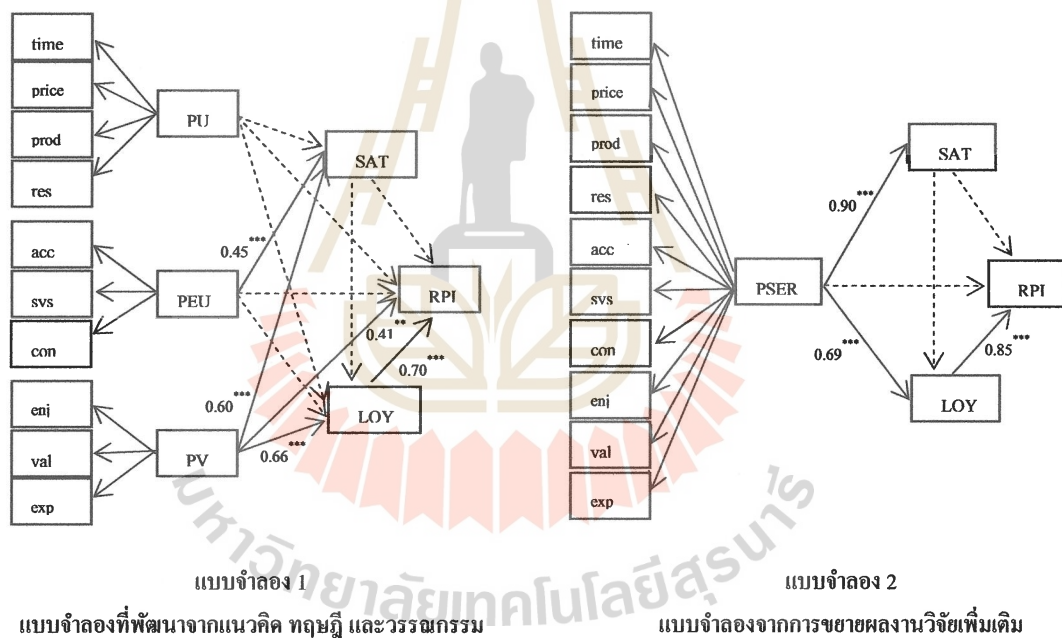 time
price
prod
res
acc
svs
con
enj
val
exp
PU
PEU
PV
SAT
RPI
LOY
0.45***
0.41**
0.70***
0.60***
0.66***
time
price
prod
res
acc
svs
con
enj
val
exp
PSER
SAT
RPI
LOY
0.90***
0.69***
0.85***
มหาวิทยาลัยเทคโนโลยีสุรนารี
แบบจำลอง 1
แบบจำลองที่พัฒนาจากแนวคิด ทฤษฎี และวรรณกรรม
แบบจำลอง 2
แบบจำลองจากการขยายผลงานวิจัยเพิ่มเติม